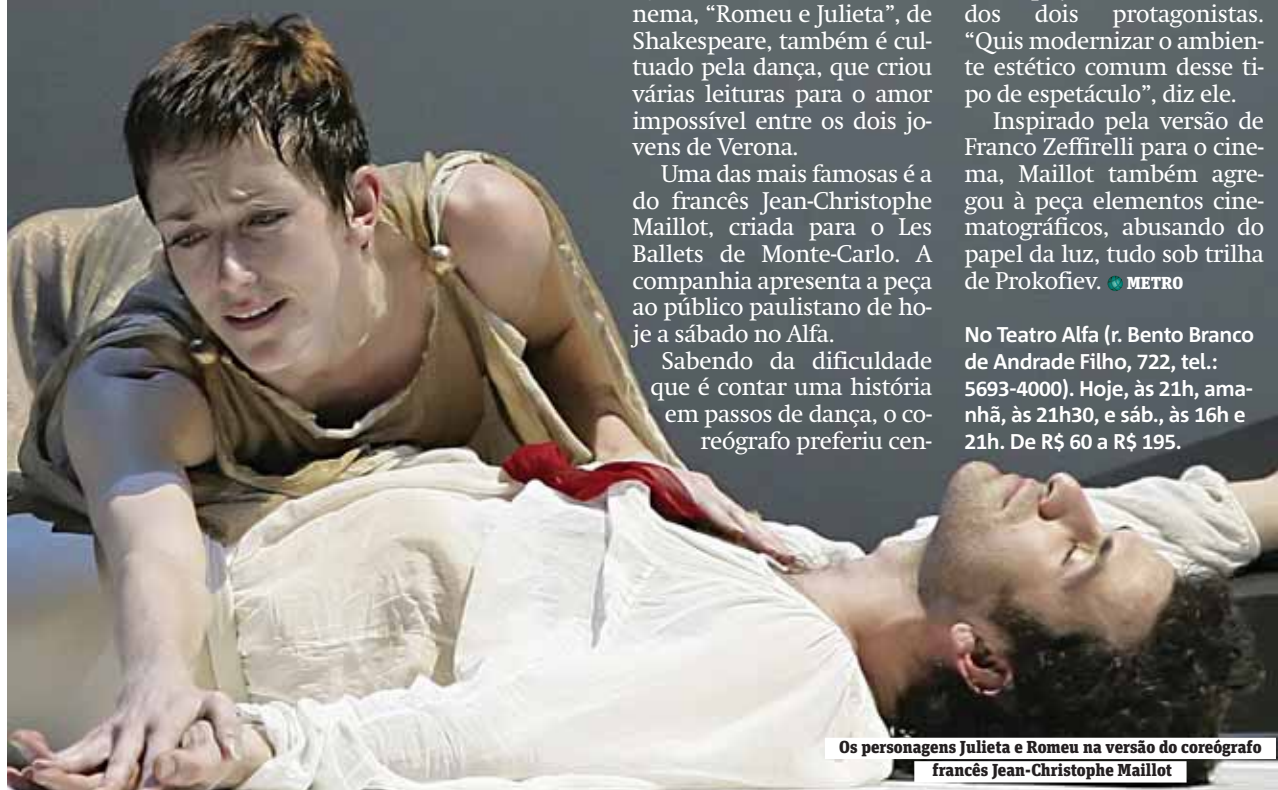 nema, “Romeu e Julieta”, de
Shakespeare, também é cul-
tuado pela dança, que criou
várias leituras para o amor
impossível entre os dois jo-
vens de Verona.
Uma das mais famosas é a
do francês Jean-Christophe
Maillot, criada para o Les
Ballets de Monte-Carlo. A
companhia apresenta a peça
ao público paulistano de ho-
je a sábado no Alfa.
Sabendo da dificuldade
que é contar uma história
em passos de dança, o co-
reógrafo preferiu cen-
dos dois protagonistas.
“Quis modernizar o ambien-
te estético comum desse ti-
po de espetáculo”, diz ele.
Inspirado pela versão de
Franco Zeffirelli para o cine-
ma, Maillot também agre-
gou à peça elementos cine-
matográficos, abusando do
papel da luz, tudo sob trilha
de Prokofiev. METRO
No Teatro Alfa (r. Bento Branco
de Andrade Filho, 722, tel.:
5693-4000). Hoje, às 21h, ama-
nhã, às 21h30, e sáb., às 16h e
21h. De R$ 60 a R$ 195.
Os personagens Julieta e Romeu na versão do coreógrafo
francês Jean-Christophe Maillot